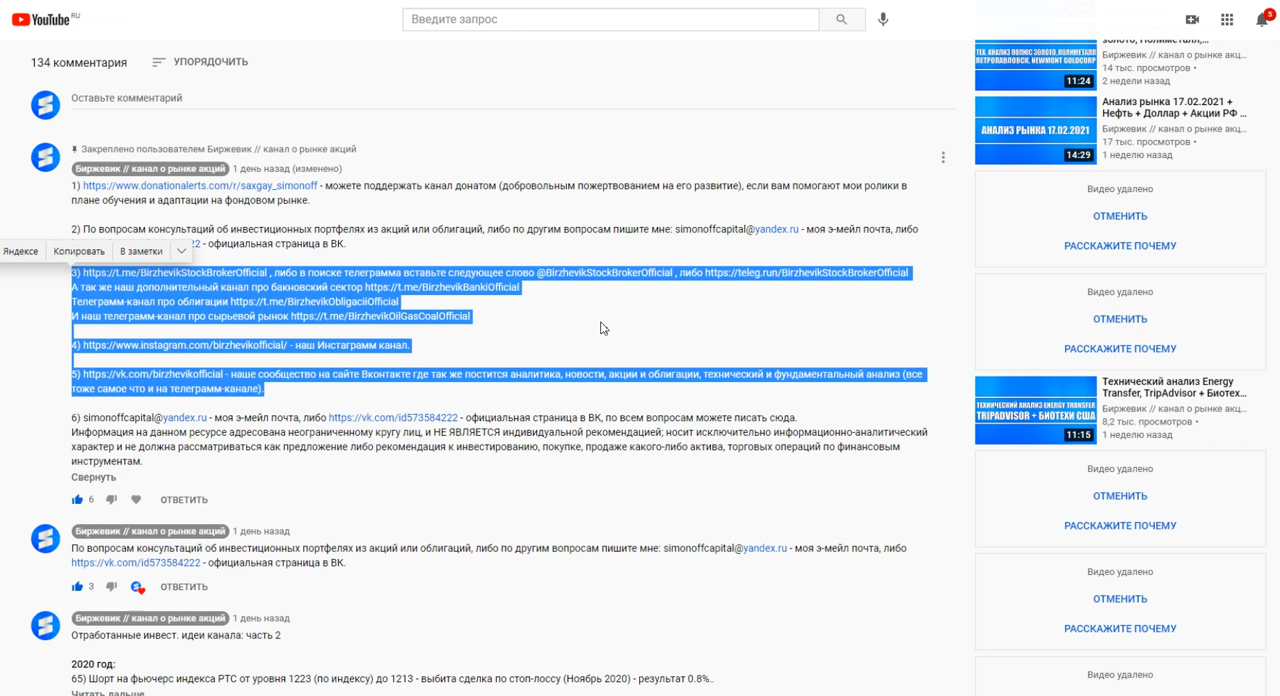 YouTube RU
Введите запрос
5
134 комментария
УПОРЯДОЧИТЬ
Оставьте комментарий
Закреплено пользователем Биржевик // канал о рынке акций
Биржевик // канал о рынке акций 1 день назад (изменено)
1) https://www.donationalerts.com/r/saxgay_simonoff - можете поддержать канал донатом (добровольным пожертвованием на его развитие), если вам помогают мои ролики в
плане обучения и адаптации на фондовом рынке.
2) По вопросам консультаций об инвестиционных портфелях из акций или облигаций, либо по другим вопросам пишите мне: simonoffcapital@yandex.ru - моя э-мейл почта, либо
22 - официальная страница в ВК.
Яндексе Копировать В заметки
3) https://t.me/BirzhevikStockBrokerOfficial , либо в поиске телеграмма вставьте следующее слово @BirzhevikStockBrokerOfficial , либо https://teleg.run/BirzhevikStockBrokerOfficial
А так же наш дополнительный канал про бакновский сектор https://t.me/BirzhevikBankiOfficial
Телеграмм-канал про облигации https://t.me/BirzhevikObligaciiOfficial
И наш телеграмм-канал про сырьевой рынок https://t.me/BirzhevikOilGasCoalOfficial
4) https://www.instagram.com/birzhevikofficial/ - наш Инстаграмм канал.
5) https://vk.com/birzhevikofficial - наше сообщество на сайте Вконтакте где так же постится аналитика, новости, акции и облигации, технический и фундаментальный анализ (все
тоже самое что и на телеграмм-канале).
6) simonoffcapital@yandex.ru - моя э-мейл почта, либо https://vk.com/id573584222 - официальная страница в ВК, по всем вопросам можете писать сюда.
Информация на данном ресурсе адресована неограниченному кругу лиц, и НЕ ЯВЛЯЕТСЯ индивидуальной рекомендацией; носит исключительно информационно-аналитический
характер и не должна рассматриваться как предложение либо рекомендация к инвестированию, покупке, продаже какого-либо актива, торговых операций по финансовым
инструментам.
Свернуть
6 ОТВЕТИТЬ
Биржевик // канал о рынке акций 1 день назад
По вопросам консультаций об инвестиционных портфелях из акций или облигаций, либо по другим вопросам пишите мне: simonoffcapital@yandex.ru - моя э-мейл почта, либо
https://vk.com/id573584222 - официальная страница в ВК.
3 ОТВЕТИТЬ
Биржевик // канал о рынке акций 1 день назад
Отработанные инвест. идеи канала: часть 2
2020 год:
65) Шорт на фьючерс индекса РТС от уровня 1223 (по индексу) до 1213 - выбита сделка по стоп-лоссу (Ноябрь 2020) - результат 0.8%..
Читать дальше
ТЕХ. АНАЛИЗ ПОЛЮС ЗОЛОТО, ПОЛИМЕТАЛЛ
ПЕТРОПАВЛОВСК, NEWMONT GOLDCORP
11:24
золото, Полиметалл,...
Биржевик // канал о рынке акц...
14 тыс. просмотров •
2 недели назад
АНАЛИЗ РЫНКА 17.02.2021
14:29
Анализ рынка 17.02.2021 +
Нефть + Доллар + Акции РФ ...
Биржевик // канал о рынке акц...
17 тыс. просмотров •
1 неделю назад
Видео удалено
ОТМЕНИТЬ
РАССКАЖИТЕ ПОЧЕМУ
Видео удалено
ОТМЕНИТЬ
РАССКАЖИТЕ ПОЧЕМУ
ТЕХНИЧЕСКИЙ АНАЛИЗ ENERGY TRANSFER
TRIPADVISOR + БИОТЕХИ США
11:15
Технический анализ Energy
Transfer, TripAdvisor + Биотех...
Биржевик // канал о рынке акц...
8,2 тыс. просмотров •
1 неделю назад
Видео удалено
ОТМЕНИТЬ
РАССКАЖИТЕ ПОЧЕМУ
Видео удалено
ОТМЕНИТЬ
РАССКАЖИТЕ ПОЧЕМУ
Видео удалено